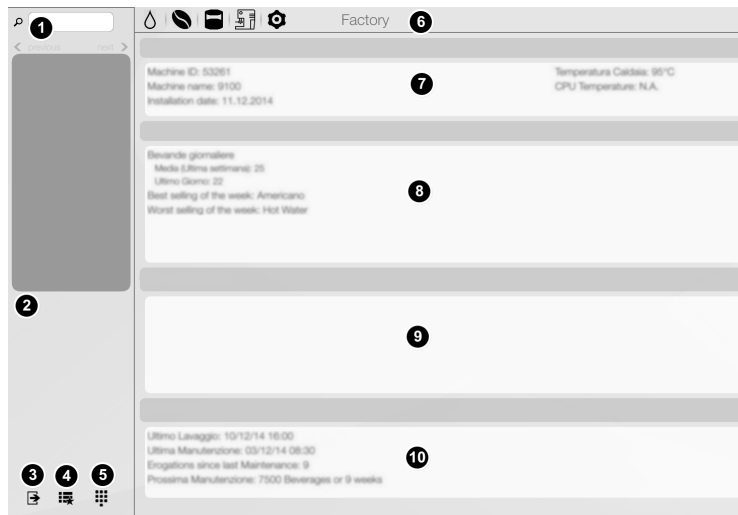 1
previous
next
2
3
4
5
Factory
6
Machine ID: 53261
Machine name: 9100
Installation date: 11.12.2014
Temperatura Caldaia: 95°C
CPU Temperature: N.A.
7
Bevande giornaliere
Media (Ultima settimana): 25
Ultimo Giorno: 22
Best selling of the week: Americano
Worst selling of the week: Hot Water
8
9
Ultimo Lavaggio: 10/12/14 16:00
Ultima Manutenzione: 03/12/14 08:30
Erogations since last Maintenance: 9
Prossima Manutenzione: 7500 Beverages or 9 weeks
10